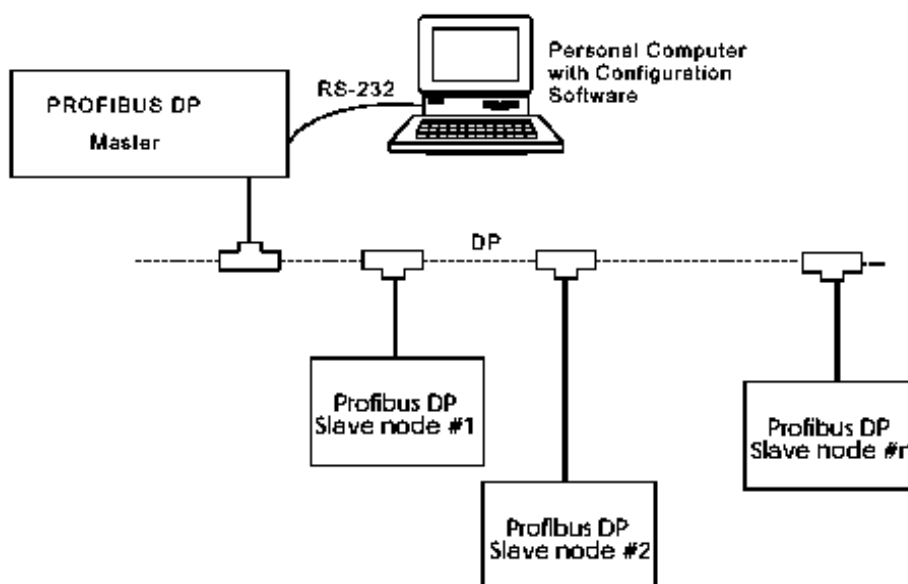 PROFIBUS DP
Master
RS-232
Personal Computer
with Configuration
Software
DP
Profibus DP
Slave node #1
Profibus DP
Slave node #2
Profibus DP
Slave node #n